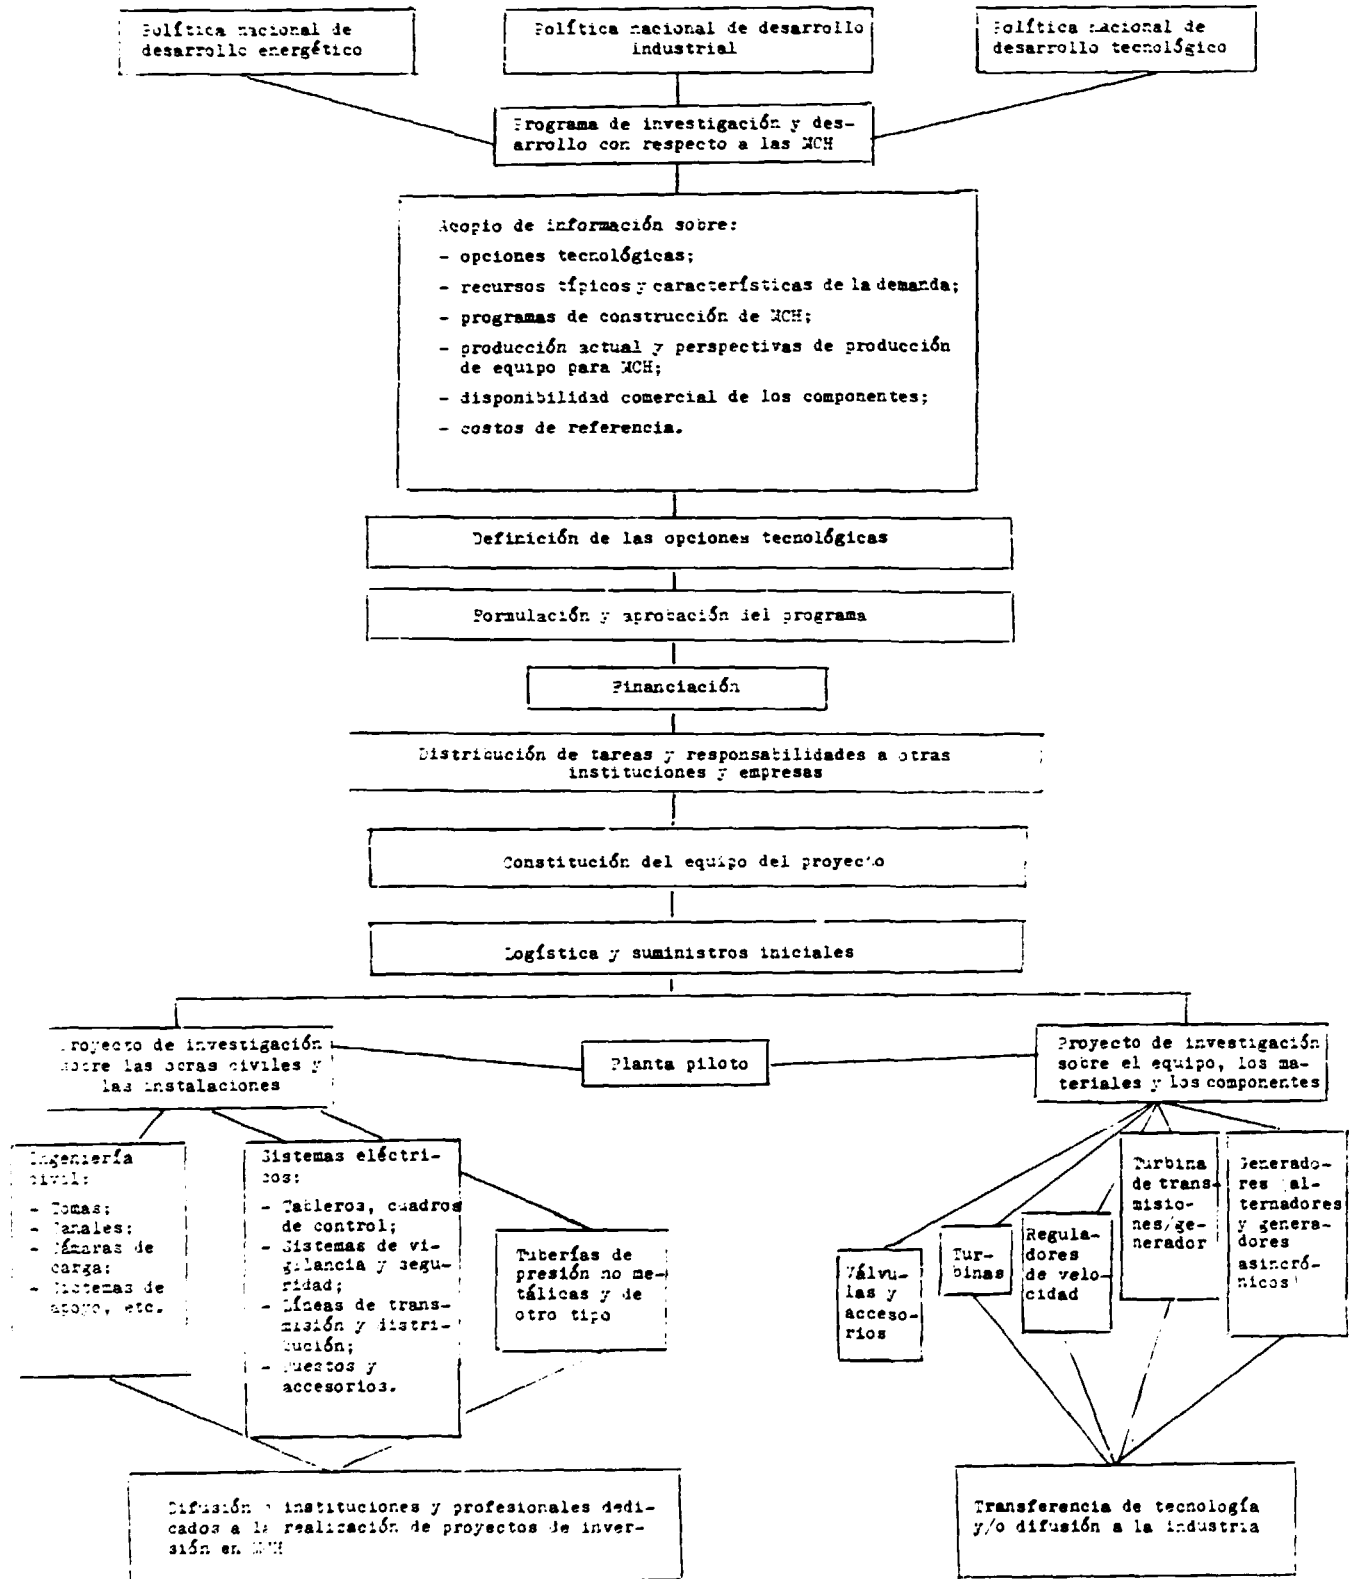 Política nacional de
desarrollo energético
Política nacional de desarrollo
industrial
Política nacional de
desarrollo tecnológico
Programa de investigación y des-
arrollo con respecto a las MCH
Acopio de información sobre:
- opciones tecnológicas;
- recursos típicos y características de la demanda;
- programas de construcción de MCH;
- producción actual y perspectivas de producción
de equipo para MCH;
- disponibilidad comercial de los componentes;
- costos de referencia.
Definición de las opciones tecnológicas
Formulación y aprobación del programa
Financiación
Distribución de tareas y responsabilidades a otras
instituciones y empresas
Constitución del equipo del proyecto
Logística y suministros iniciales
Proyecto de investigación
sobre las obras civiles y
las instalaciones
Planta piloto
Proyecto de investigación
sobre el equipo, los ma-
teriales y los componentes
Ingeniería
civil:
- Tomas;
- Canales;
- Cámaras de
carga;
- Sistemas de
apoyo, etc.
Sistemas eléctri-
cos:
- Tableros, cuadros
de control;
- Sistemas de vi-
gilancia y segu-
ridad;
- Líneas de trans-
misión y distri-
bución;
- Puestos y
accesorios.
Tuberías de
presión no me-
tálicas y de
otro tipo
Válvu-
las y
acceso-
rios
Tur-
binas
Regula-
dores
de velo-
cidad
Turbina
de trans-
misio-
nes/ge-
nerador
Generado-
res (al-
ternadores
y genera-
dores
asincró-
nicos)
Difusión a instituciones y profesionales dedi-
cados a la realización de proyectos de inver-
sión en MCH
Transferencia de tecnología
y/o difusión a la industria